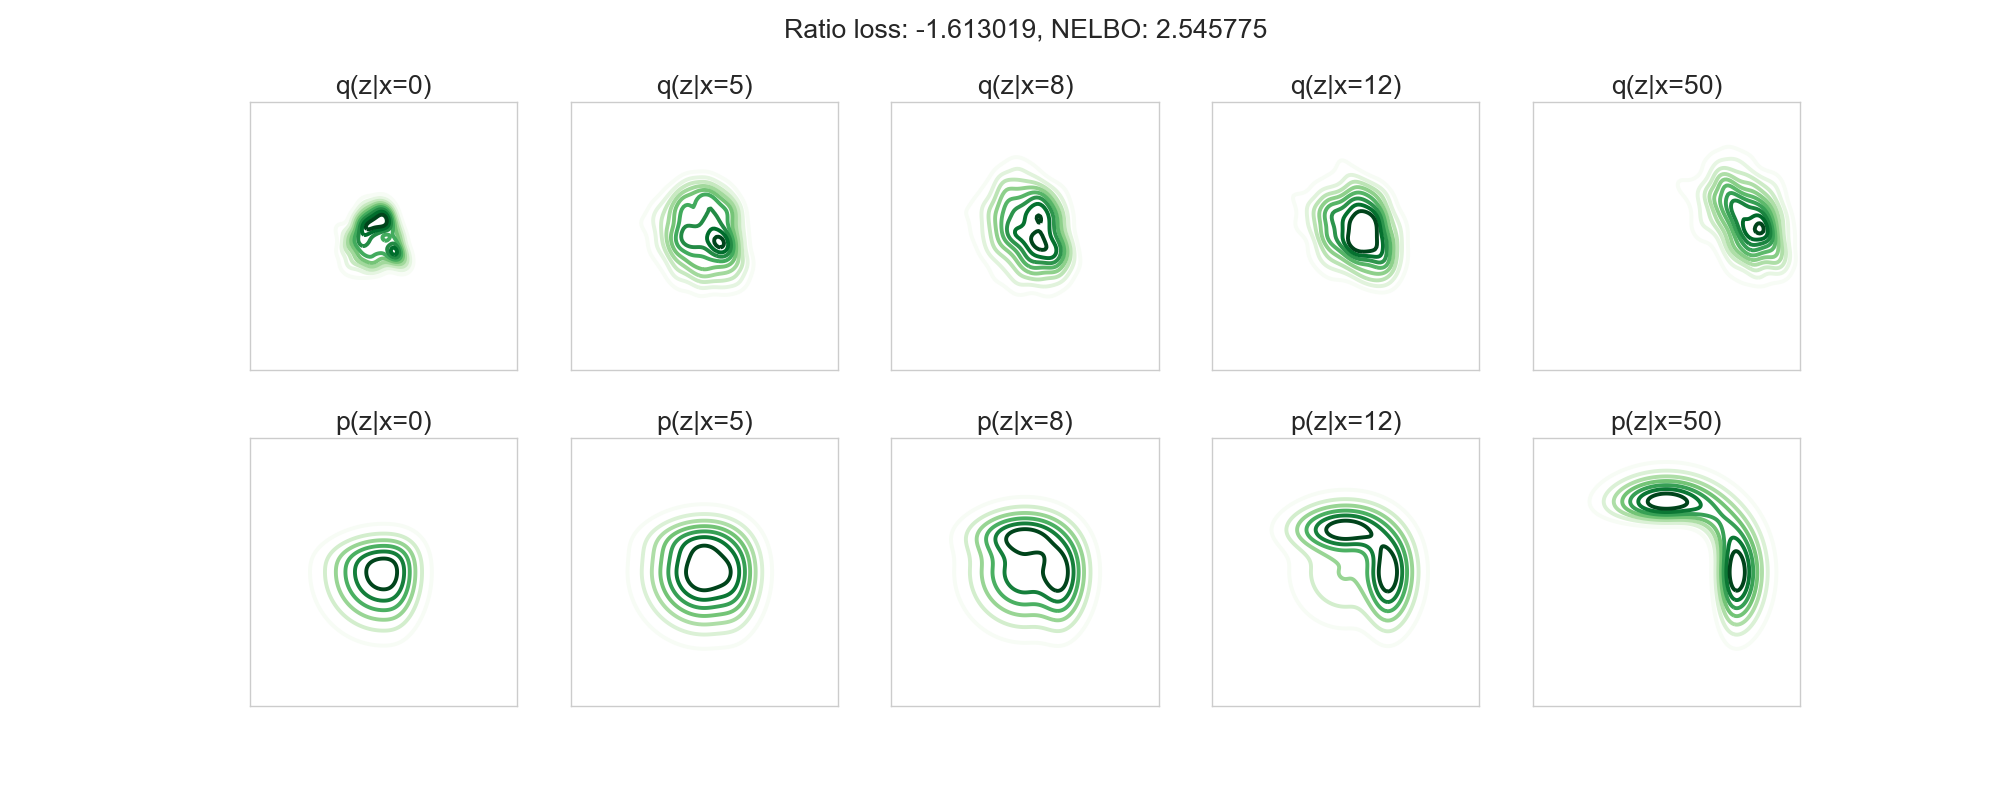 Ratio loss: -1.613019, NELBO: 2.545775
q(z|x=0) q(z|x=5) q(z|x=8) q(z|x=12) q(z|x=50)
p(z|x=0) p(z|x=5) p(z|x=8) p(z|x=12) p(z|x=50)